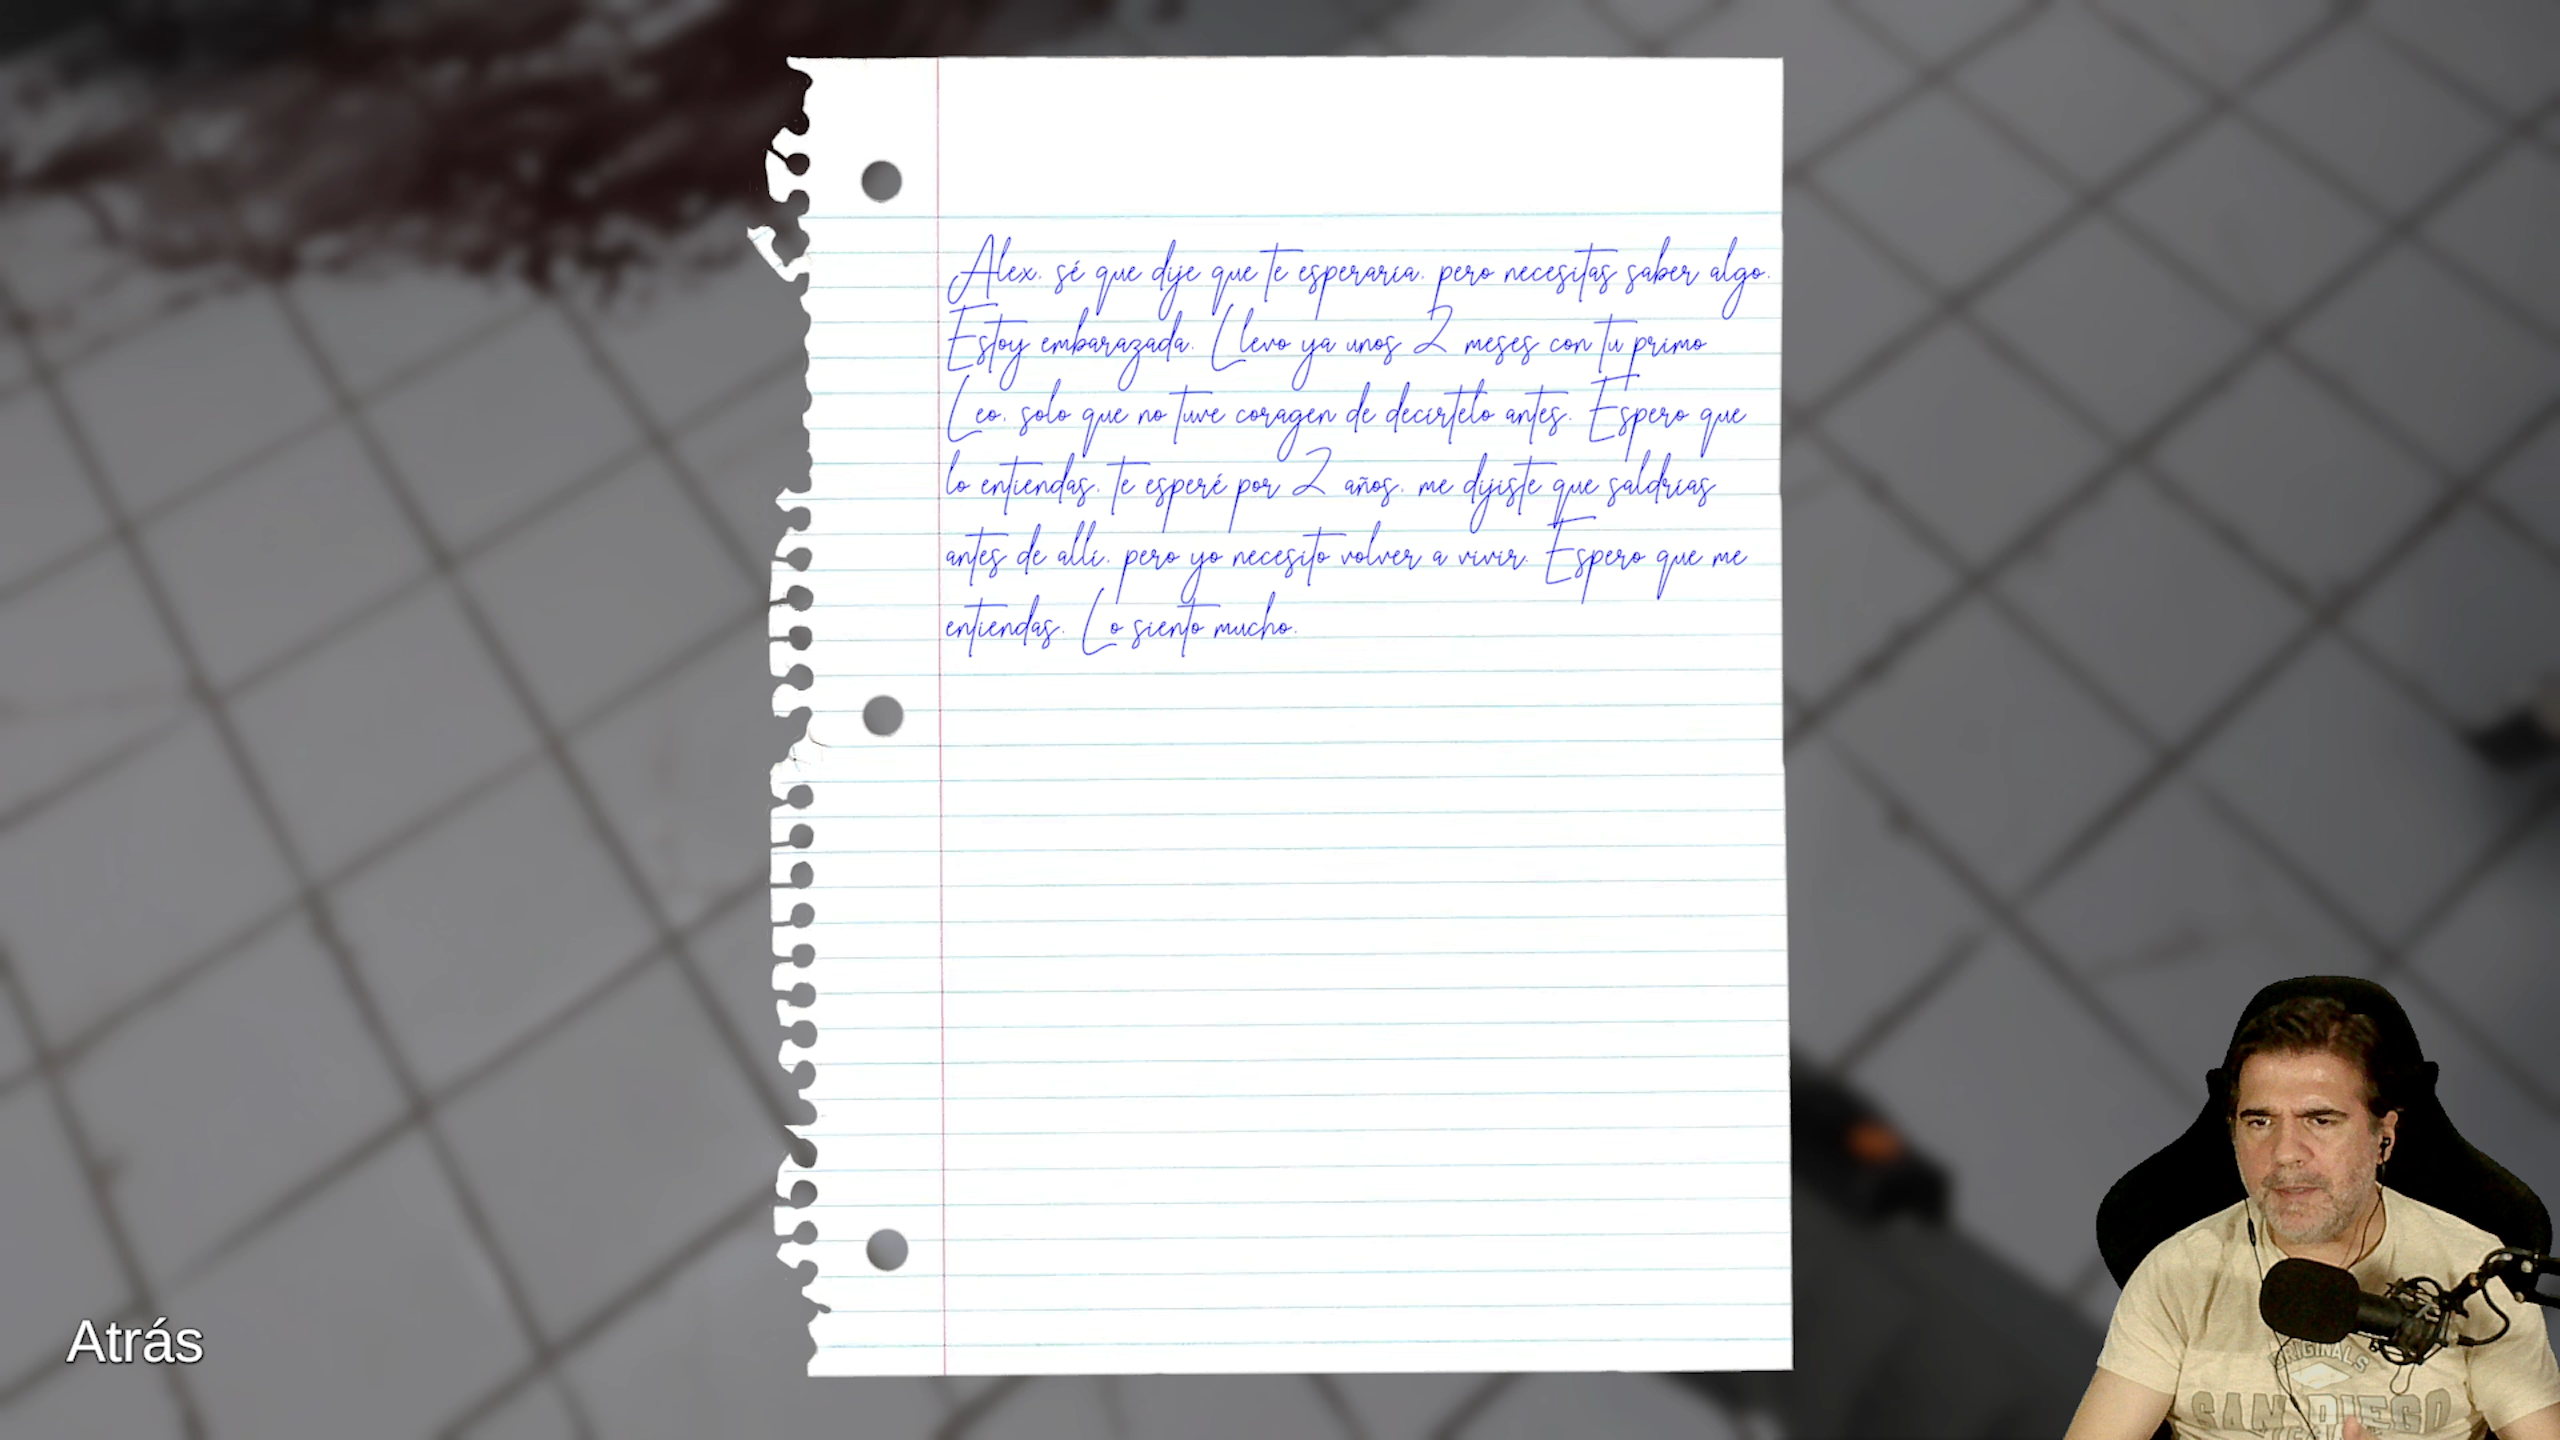 Alex. sé que dije que te esperaría. pero necesitas saber algo.
Estoy embarazada. Llevo ya unos 2 meses con tu primo
Leo. solo que no tuve coragen de decírtelo antes. Espero que
lo entiendas. te esperé por 2 años. me dijiste que saldrías
antes de allí. pero yo necesito volver a vivir. Espero que me
entiendas. Lo siento mucho.
Atrás
ORIGINALS
SAN DIEGO